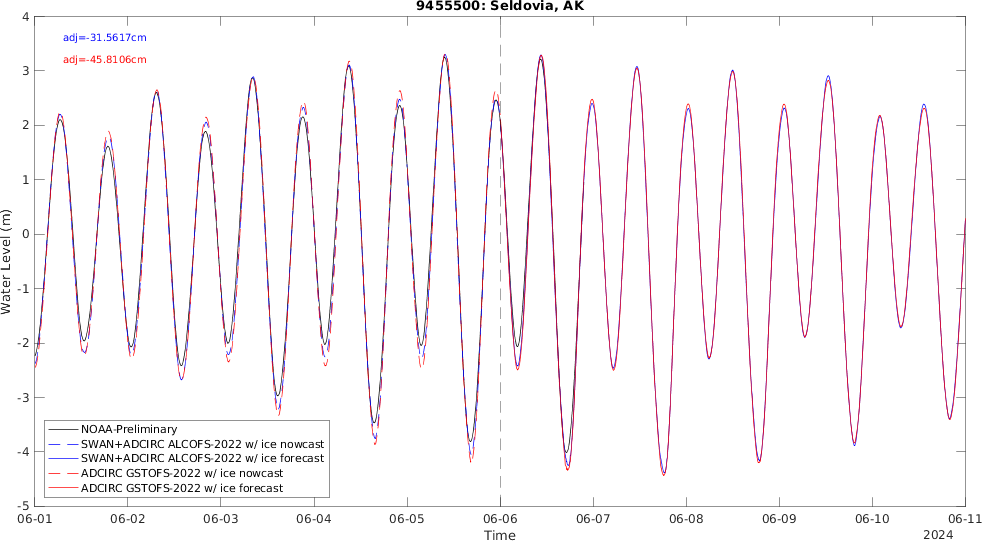 9455500: Seldovia, AK
adj=-31.5617cm
adj=-45.8106cm
Water Level (m)
4
3
2
1
0
-1
-2
-3
-4
-5
NOAA-Preliminary
SWAN+ADCIRC ALCOFS-2022 w/ ice nowcast
SWAN+ADCIRC ALCOFS-2022 w/ ice forecast
ADCIRC GSTOFS-2022 w/ ice nowcast
ADCIRC GSTOFS-2022 w/ ice forecast
06-01 06-02 06-03 06-04 06-05 06-06 06-07 06-08 06-09 06-10 06-11
Time
2024